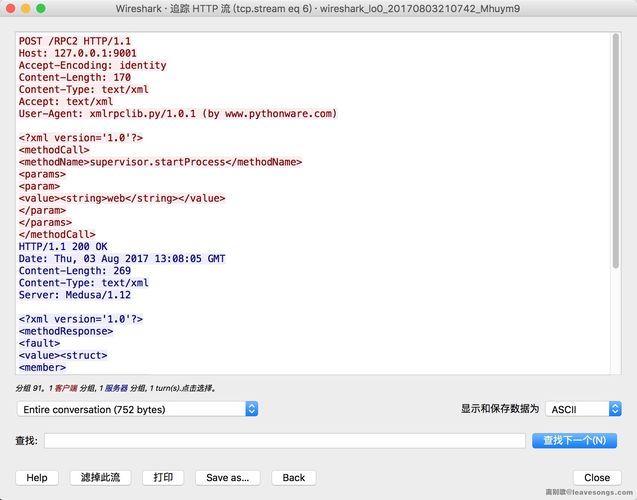 Wireshark · 追踪 HTTP 流 (tcp.stream eq 6) · wireshark_lo0_20170803210742_Mhuym9
POST /RPC2 HTTP/1.1
Host: 127.0.0.1:9001
Accept-Encoding: identity
Content-Length: 170
Content-Type: text/xml
Accept: text/xml
User-Agent: xmlrpclib.py/1.0.1 (by www.pythonware.com)
<?xml version='1.0'?>
<methodCall>
<methodName>supervisor.startProcess</methodName>
<params>
<param>
<value><string>web</string></value>
</param>
</params>
</methodCall>
HTTP/1.1 200 OK
Date: Thu, 03 Aug 2017 13:08:05 GMT
Content-Length: 269
Content-Type: text/xml
Server: Medusa/1.12
<?xml version='1.0'?>
<methodResponse>
<fault>
<value><struct>
<member>
分组 91。1 客户端 分组, 1 服务器 分组, 1 turn(s).点击选择。
Entire conversation (752 bytes) 显示和保存数据为 ASCII
查找: 查找下一个(N)
Help 滤掉此流 打印 Save as... Back Close
离别歌@leavesongs.com